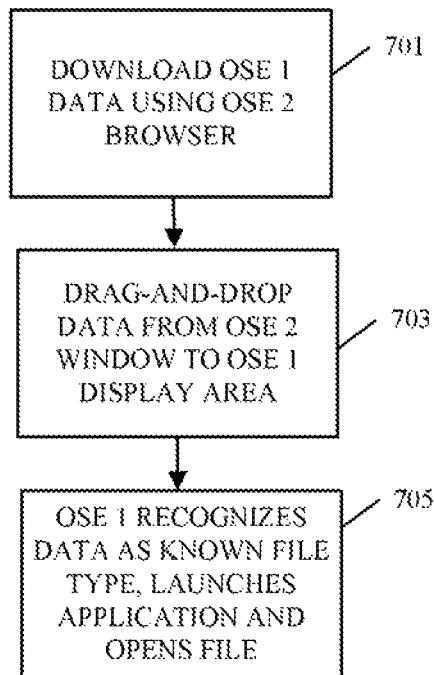 DOWNLOAD OSE 1
DATA USING OSE 2
BROWSER
701
DRAG-AND-DROP
DATA FROM OSE 2
WINDOW TO OSE 1
DISPLAY AREA
703
OSE 1 RECOGNIZES
DATA AS KNOWN FILE
TYPE, LAUNCHES
APPLICATION AND
OPENS FILE
705